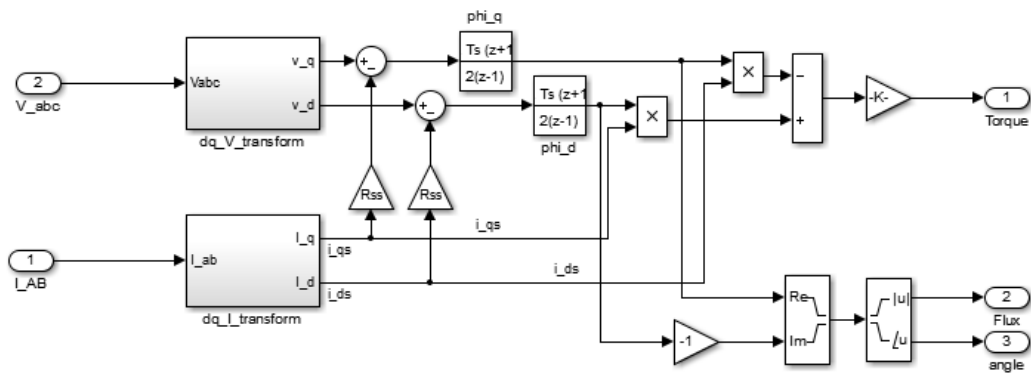 phi_q
2
V_abc
Vabc
v_q
v_d
dq_V_transform
+
−
Ts (z+1
2(z-1)
+
−
Ts (z+1
2(z-1)
phi_d
×
×
−
+
-K-
1
Torque
Rss
Rss
1
I_AB
I_ab
I_q
i_qs
i_qs
I_d
i_ds
i_ds
dq_I_transform
-1
Re
Im
|u|
∠u
2
Flux
3
angle